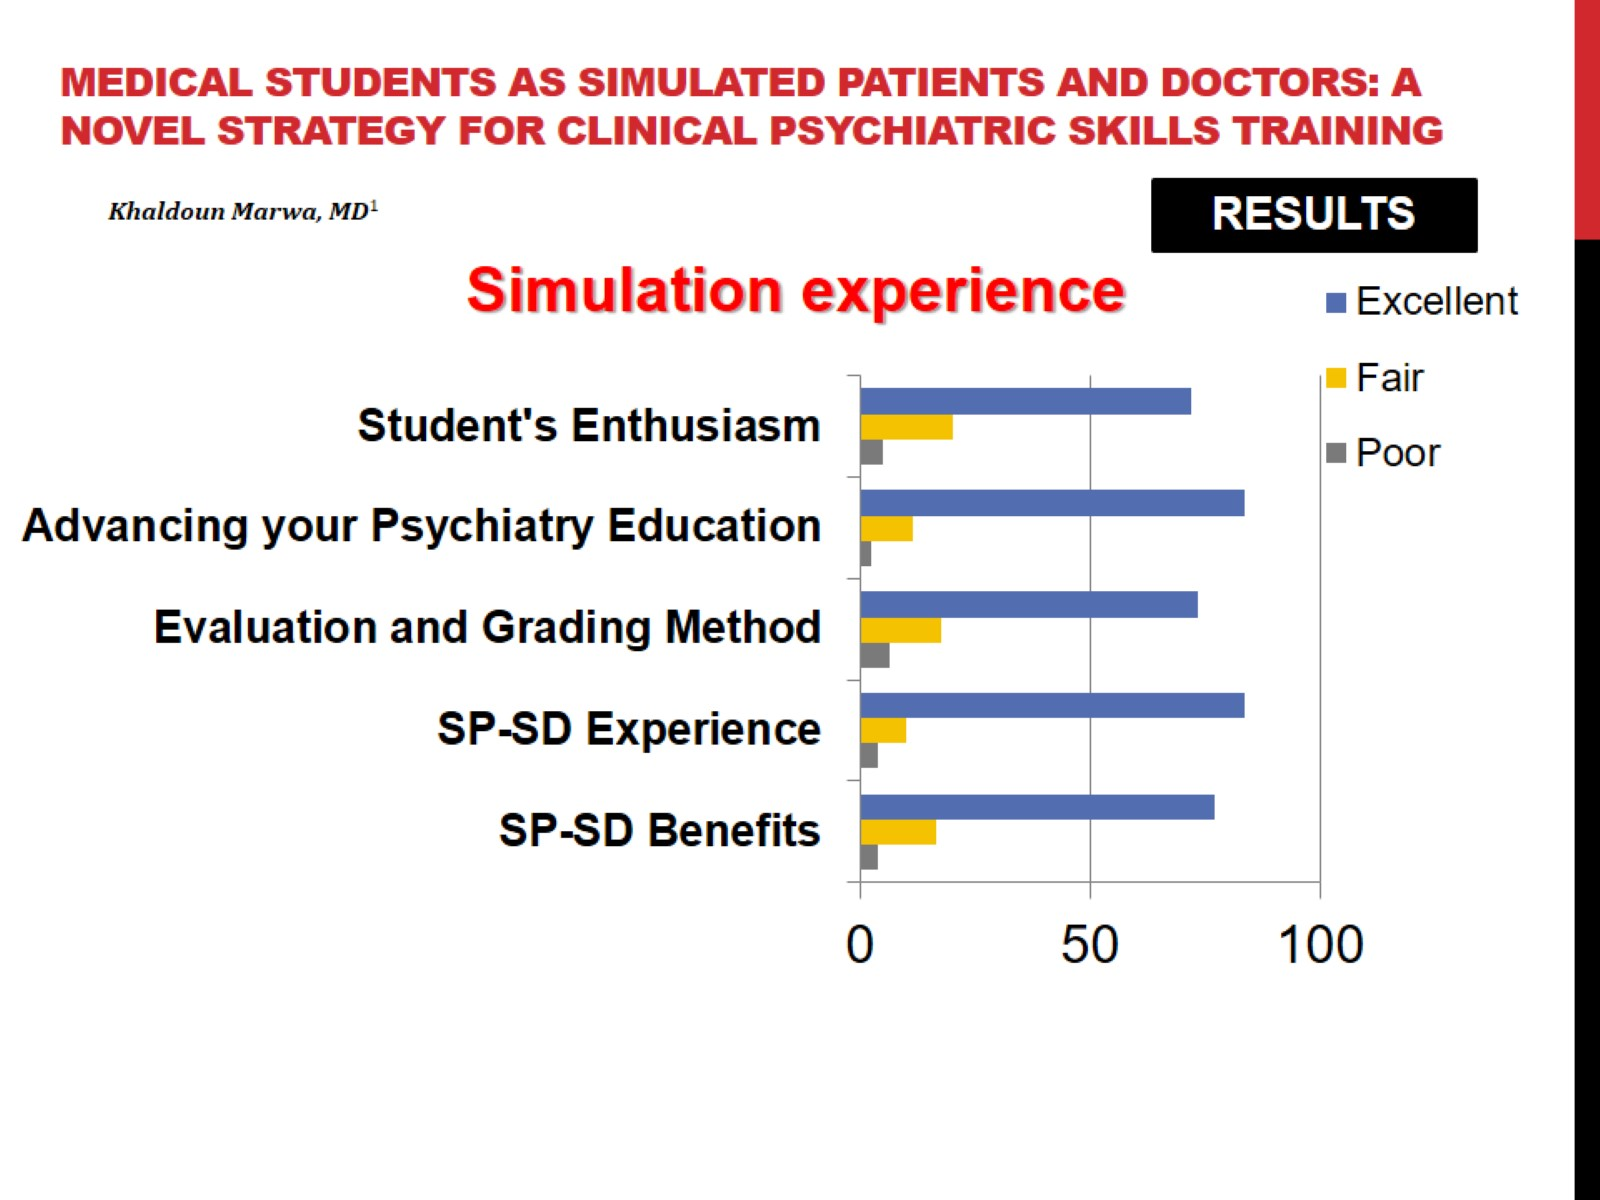 MEDICAL STUDENTS AS SIMULATED PATIENTS AND DOCTORS: A
NOVEL STRATEGY FOR CLINICAL PSYCHIATRIC SKILLS TRAINING
Khaldoun Marwa, MD1
RESULTS
Simulation experience
Excellent
Fair
Poor
Student's Enthusiasm
Advancing your Psychiatry Education
Evaluation and Grading Method
SP-SD Experience
SP-SD Benefits
0 50 100